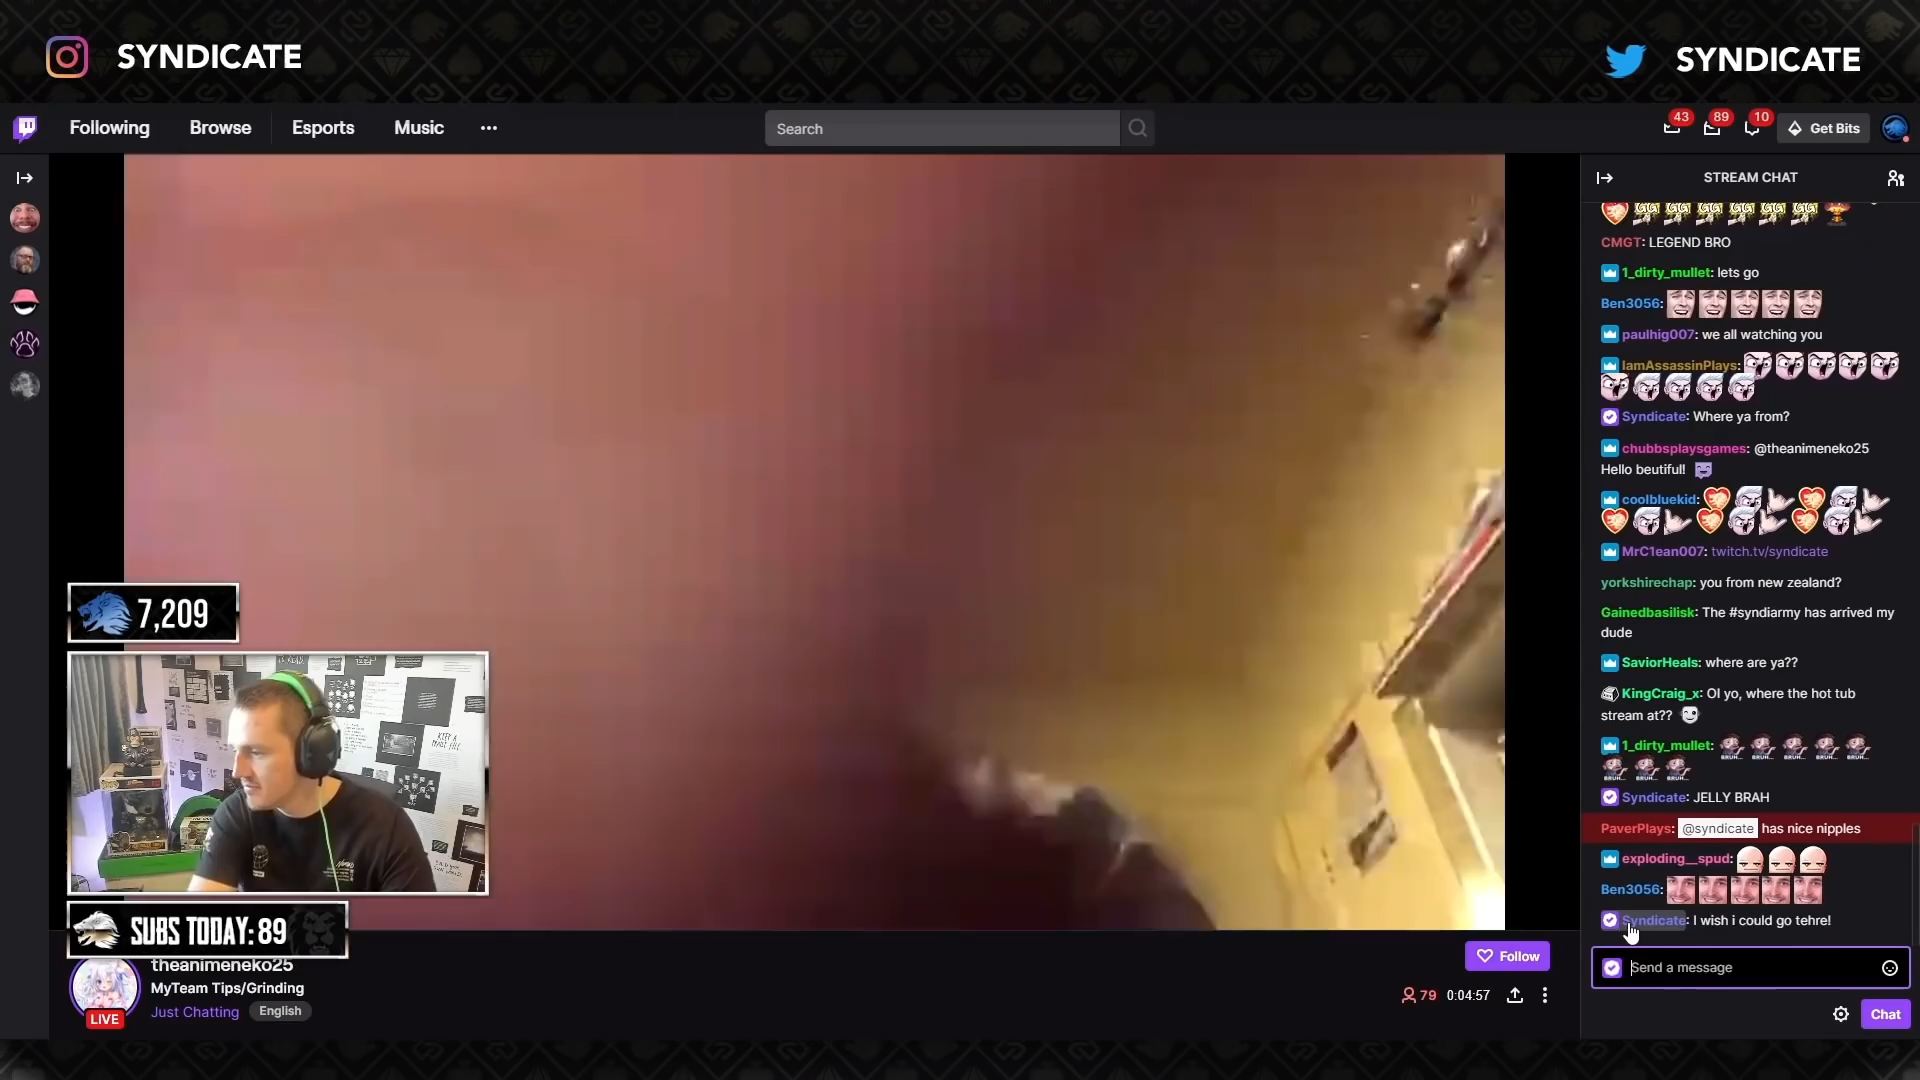 SYNDICATE
SYNDICATE
Following
Browse
Esports
Music
Search
43
89
10
Get Bits
STREAM CHAT
CMGT: LEGEND BRO
1_dirty_mullet: lets go
Ben3056:
paulhig007: we all watching you
IamAssassinPlays:
Syndicate: Where ya from?
chubbsplaysgames: @theanimeneko25
Hello beutiful!
coolbluekid:
MrC1ean007: twitch.tv/syndicate
yorkshirechap: you from new zealand?
Gainedbasilisk: The #syndiarmy has arrived my
dude
SaviorHeals: where are ya??
KingCraig_x: OI yo, where the hot tub
stream at??
1_dirty_mullet:
Syndicate: JELLY BRAH
PaverPlays: @syndicate has nice nipples
exploding__spud:
Ben3056:
Syndicate: I wish i could go tehre!
Send a message
Chat
7,209
SUBS TODAY: 89
theanimeneko25
MyTeam Tips/Grinding
Just Chatting
English
LIVE
Follow
79
0:04:57